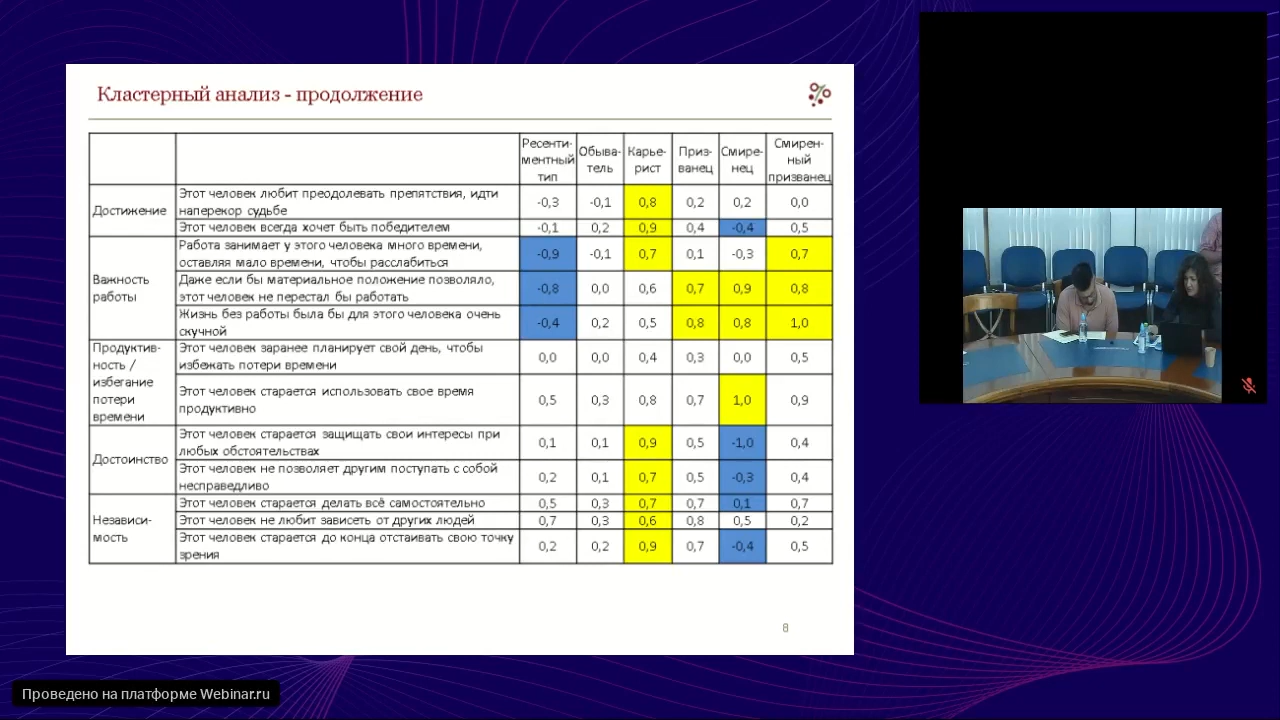 Кластерный анализ - продолжение
Ресенти-
ментный
тип
Обыва-
тель
Карье-
рист
Приз-
ванец
Смире-
нец
Смирен-
ный
призванец
Достижение
Этот человек любит преодолевать препятствия, идти
наперекор судьбе
-0,3 -0,1 0,8 0,2 0,2 0,0
Этот человек всегда хочет быть победителем -0,1 0,2 0,9 0,4 -0,4 0,5
Важность
работы
Работа занимает у этого человека много времени,
оставляя мало времени, чтобы расслабиться
-0,9 -0,1 0,7 0,1 -0,3 0,7
Даже если бы материальное положение позволяло,
этот человек не перестал бы работать
-0,8 0,0 0,6 0,7 0,9 0,8
Жизнь без работы была бы для этого человека очень
скучной
-0,4 0,2 0,5 0,8 0,8 1,0
Продуктив-
ность /
избегание
потери
времени
Этот человек заранее планирует свой день, чтобы
избежать потери времени
0,0 0,0 0,4 0,3 0,0 0,5
Этот человек старается использовать свое время
продуктивно
0,5 0,3 0,8 0,7 1,0 0,9
Достоинство
Этот человек старается защищать свои интересы при
любых обстоятельствах
0,1 0,1 0,9 0,5 -1,0 0,4
Этот человек не позволяет другим поступать с собой
несправедливо
0,2 0,1 0,7 0,5 -0,3 0,4
Независи-
мость
Этот человек старается делать всё самостоятельно 0,5 0,3 0,7 0,7 0,1 0,7
Этот человек не любит зависеть от других людей 0,7 0,3 0,6 0,8 0,5 0,2
Этот человек старается до конца отстаивать свою точку
зрения
0,2 0,2 0,9 0,7 -0,4 0,5
8
Проведено на платформе Webinar.ru